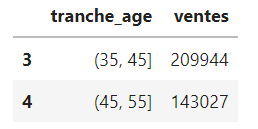 tranche_age ventes
3 (35, 45] 209944
4 (45, 55] 143027